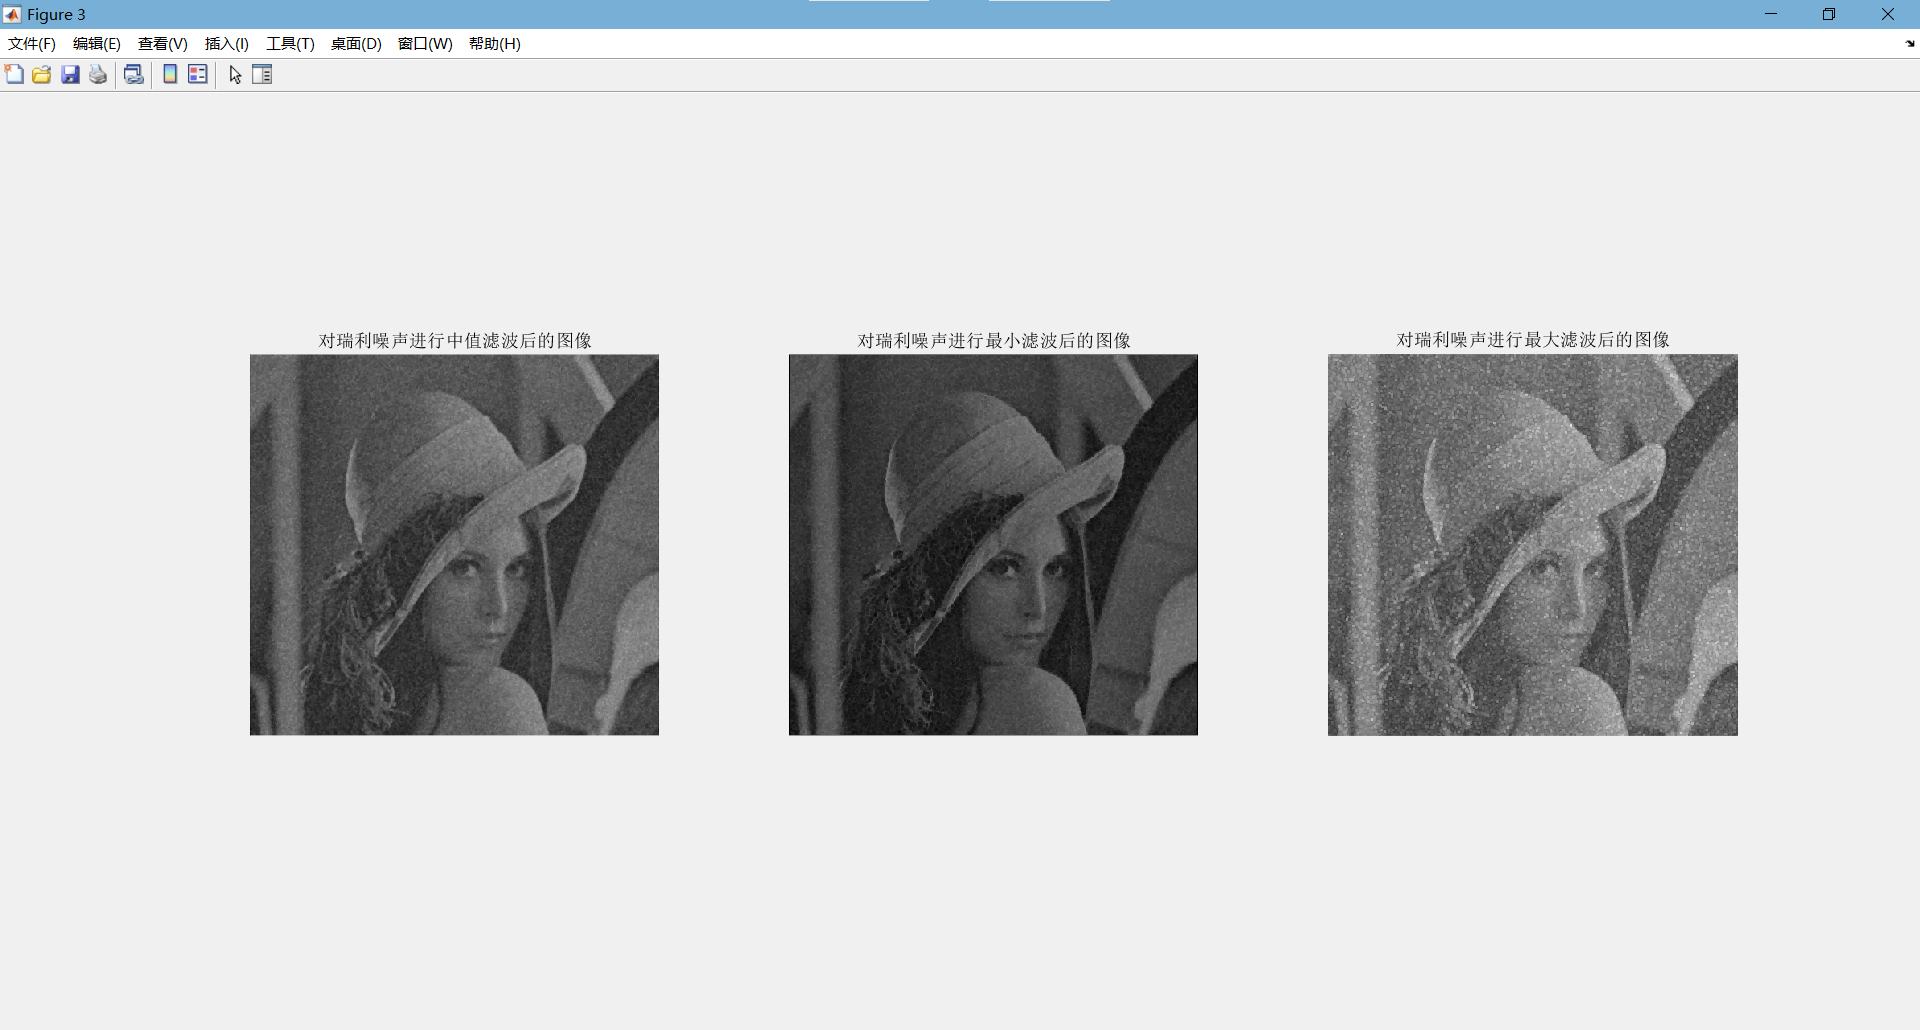 Figure 3
文件(F) 编辑(E) 查看(V) 插入(I) 工具(T) 桌面(D) 窗口(W) 帮助(H)
对瑞利噪声进行中值滤波后的图像
对瑞利噪声进行最小滤波后的图像
对瑞利噪声进行最大滤波后的图像